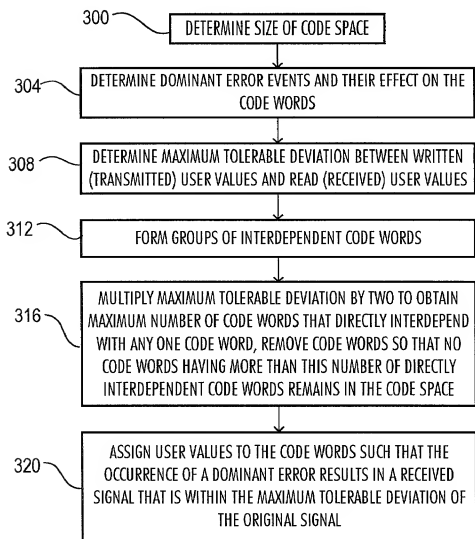 300
DETERMINE SIZE OF CODE SPACE
304
DETERMINE DOMINANT ERROR EVENTS AND THEIR EFFECT ON THE
CODE WORDS
308
DETERMINE MAXIMUM TOLERABLE DEVIATION BETWEEN WRITTEN
(TRANSMITTED) USER VALUES AND READ (RECEIVED) USER VALUES
312
FORM GROUPS OF INTERDEPENDENT CODE WORDS
316
MULTIPLY MAXIMUM TOLERABLE DEVIATION BY TWO TO OBTAIN
MAXIMUM NUMBER OF CODE WORDS THAT DIRECTLY INTERDEPEND
WITH ANY ONE CODE WORD, REMOVE CODE WORDS SO THAT NO
CODE WORDS HAVING MORE THAN THIS NUMBER OF DIRECTLY
INTERDEPENDENT CODE WORDS REMAINS IN THE CODE SPACE
320
ASSIGN USER VALUES TO THE CODE WORDS SUCH THAT THE
OCCURRENCE OF A DOMINANT ERROR RESULTS IN A RECEIVED
SIGNAL THAT IS WITHIN THE MAXIMUM TOLERABLE DEVIATION OF
THE ORIGINAL SIGNAL